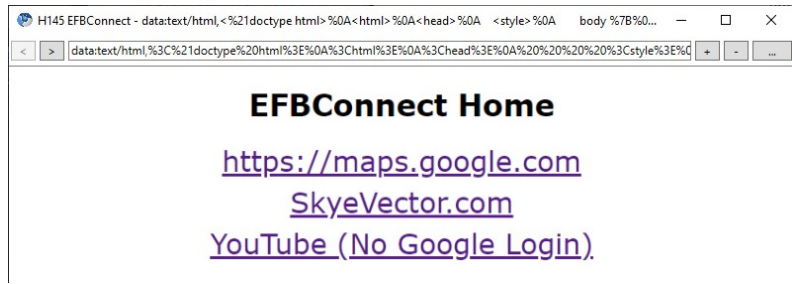 H145 EFBConnect - data:text/html,<%21doctype html>%0A<html>%0A<head>%0A <style>%0A body %7B%0...
< > data:text/html,%3C%21doctype%20html%3E%0A%3Chtml%3E%0A%3Chead%3E%0A%20%20%20%20%3Cstyle%3E%0 + - ...
EFBConnect Home
https://maps.google.com
SkyeVector.com
YouTube (No Google Login)